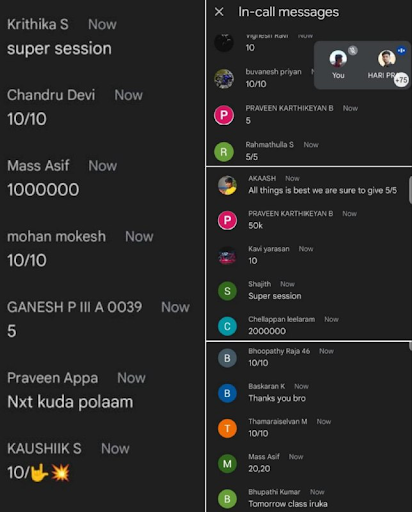 Krithika S Now
super session
Chandru Devi Now
10/10
Mass Asif Now
1000000
mohan mokesh Now
10/10
GANESH P III A 0039 Now
5
Praveen Appa Now
Nxt kuda polaam
KAUSHIIK S Now
10/🤟💥
In-call messages
Vignesh Ravi Now
10
You
HARI PR
+75
buvanesh priyan
10/10
P
PRAVEEN KARTHIKEYAN B Now
5
R
Rahmathulla S Now
5/5
AKAASH Now
All things is best we are sure to give 5/5
P
PRAVEEN KARTHIKEYAN B Now
50k
Kavi yarasan Now
10
S
Shajith Now
Super session
C
Chellappan leelaram Now
2000000
B
Bhoopathy Raja 46 Now
10/10
B
Baskaran K Now
Thanks you bro
T
Thamaraiselvan M Now
10/10
M
Mass Asif Now
20,20
B
Bhupathi Kumar Now
Tomorrow class iruka